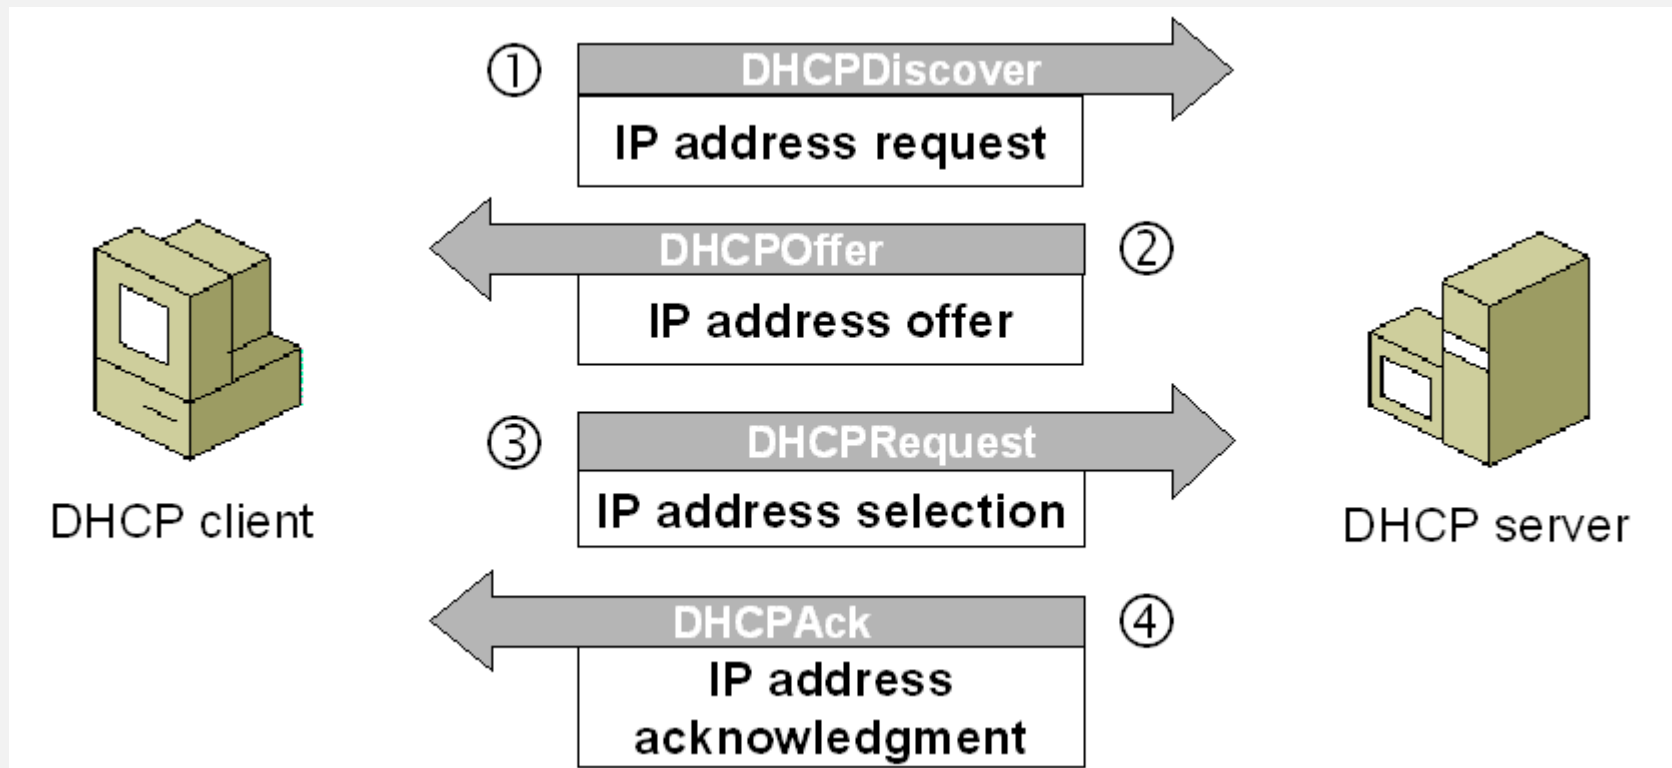 ①
DHCPDiscover
IP address request
DHCPOffer
②
IP address offer
③
DHCPRequest
IP address selection
DHCP client
DHCP server
DHCPAck
④
IP address
acknowledgment